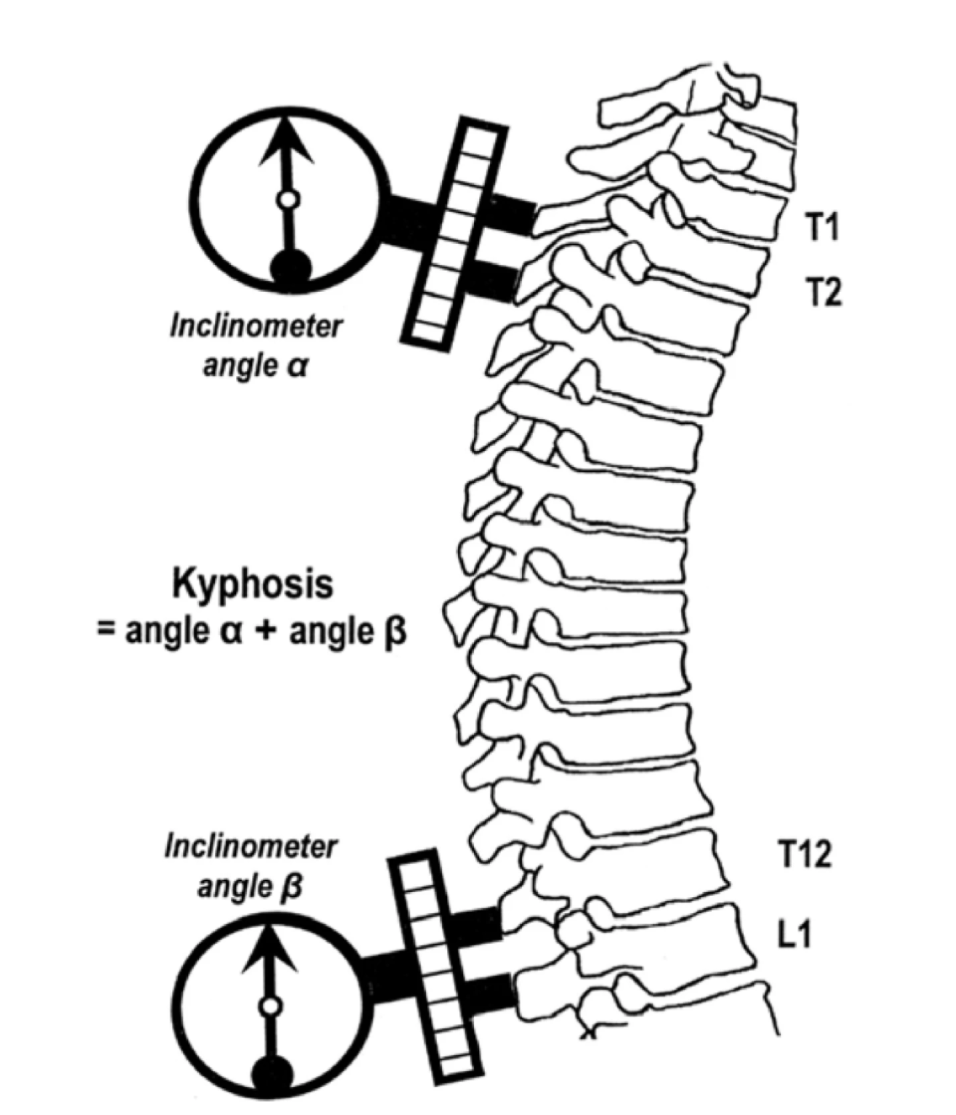 T1
T2
Inclinometer
angle α
Kyphosis
= angle α + angle β
Inclinometer
angle β
T12
L1